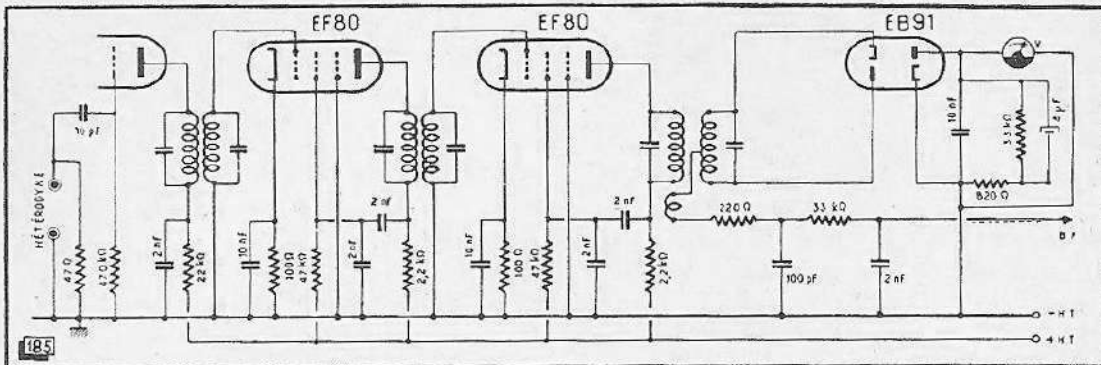 EF80
EF80
EB91
10 pF
HÉTÉRODYNE
47 Ω
470 kΩ
2 nF
22 kΩ
10 nF
100 Ω
47 kΩ
2 nF
2 nF
2,2 kΩ
10 nF
100 Ω
47 kΩ
2 nF
2 nF
2,2 kΩ
220 Ω
33 kΩ
100 pF
2 nF
10 nF
33 kΩ
820 Ω
V
B F
- H.T
+ H.T
185